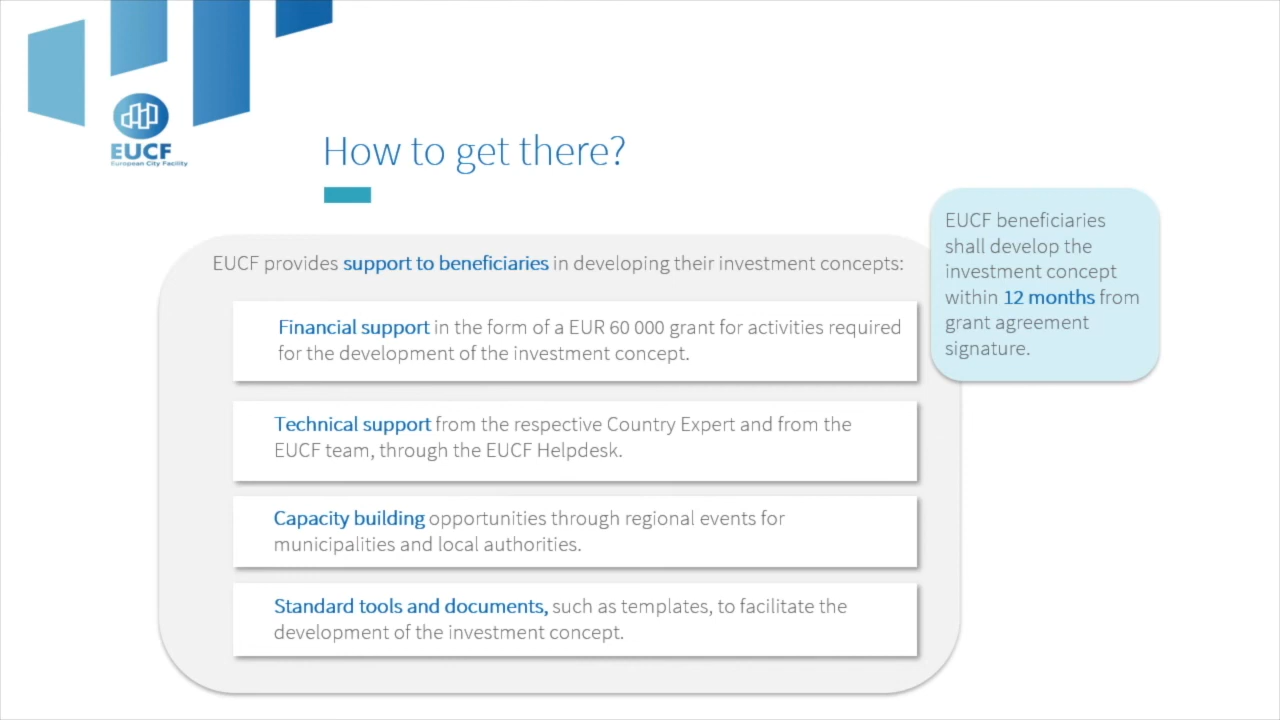 EUCF
European City Facility
How to get there?
EUCF provides support to beneficiaries in developing their investment concepts:
Financial support in the form of a EUR 60 000 grant for activities required
for the development of the investment concept.
Technical support from the respective Country Expert and from the
EUCF team, through the EUCF Helpdesk.
Capacity building opportunities through regional events for
municipalities and local authorities.
Standard tools and documents, such as templates, to facilitate the
development of the investment concept.
EUCF beneficiaries
shall develop the
investment concept
within 12 months from
grant agreement
signature.